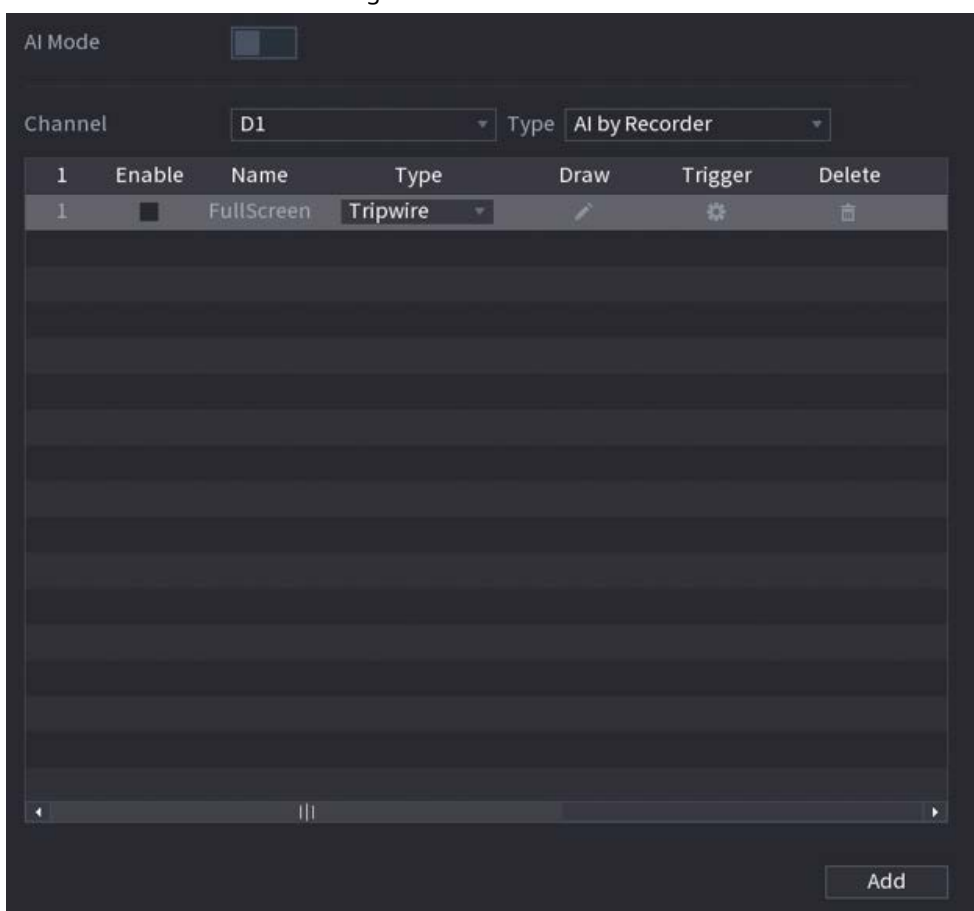 AI Mode
Channel D1 Type AI by Recorder
1 Enable Name Type Draw Trigger Delete
1 FullScreen Tripwire
Add